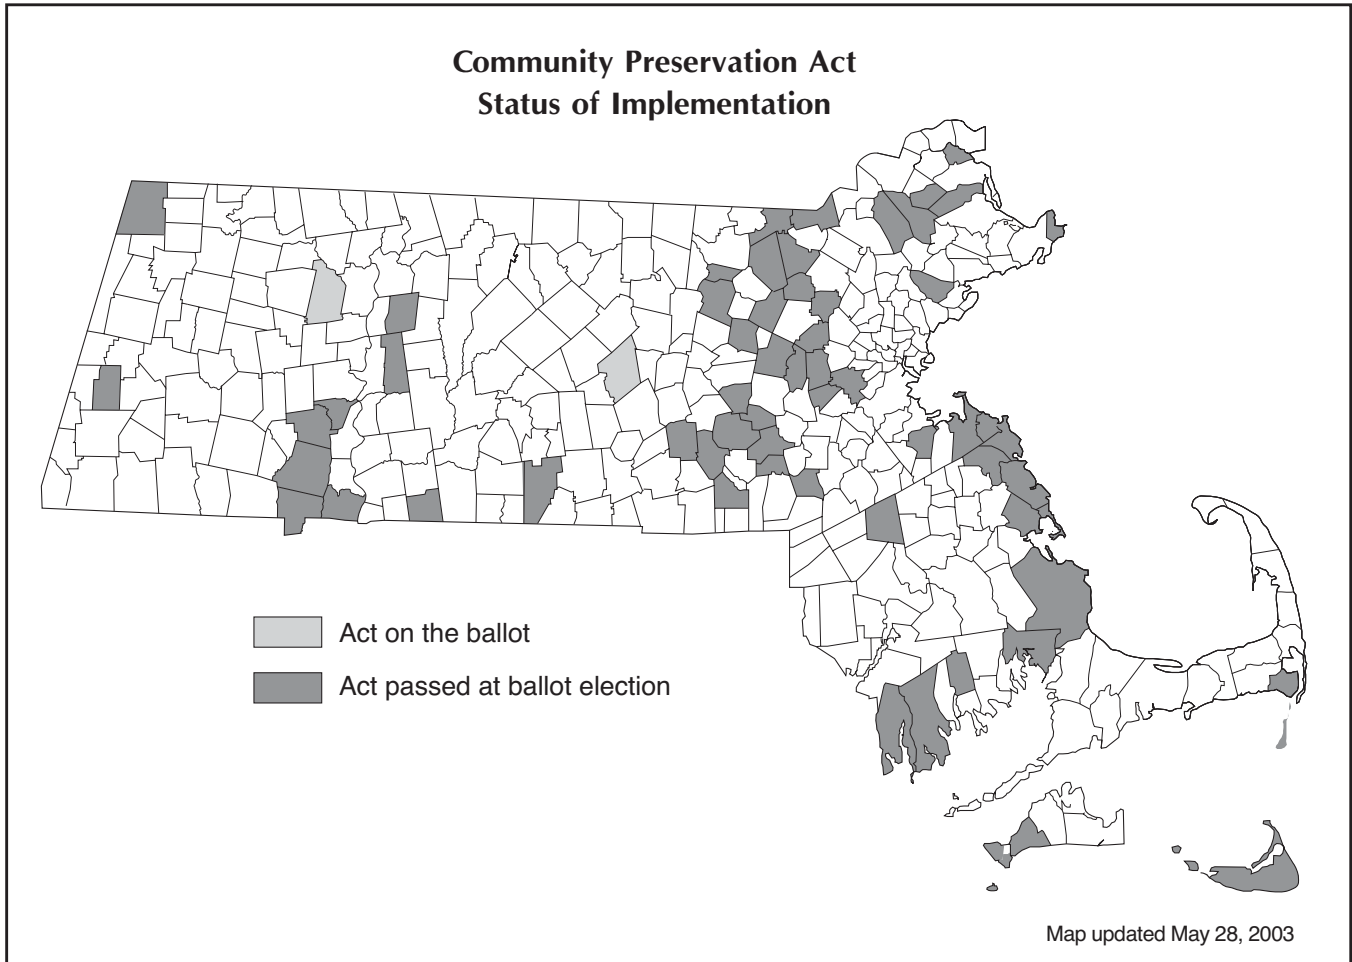 Community Preservation Act
Status of Implementation
Act on the ballot
Act passed at ballot election
Map updated May 28, 2003